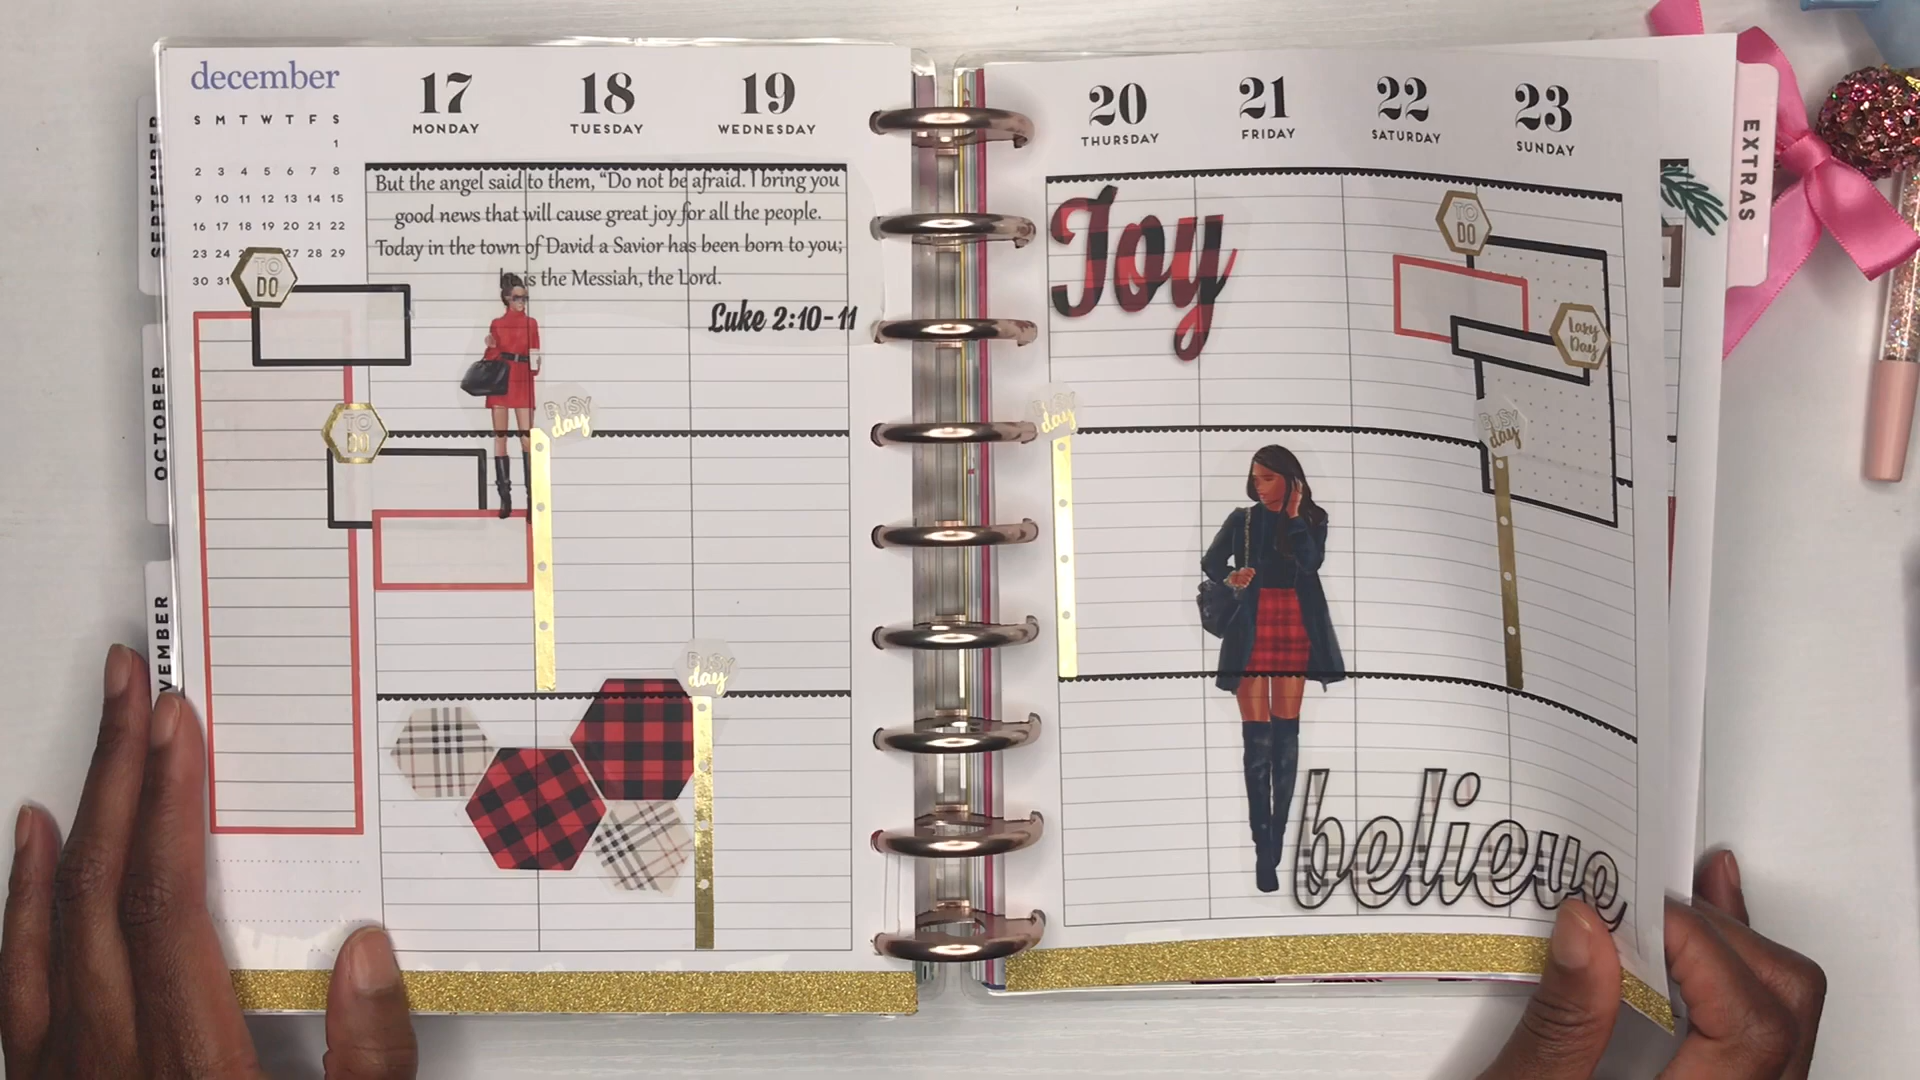 december
S M T W T F S
1
2 3 4 5 6 7 8
9 10 11 12 13 14 15
16 17 18 19 20 21 22
23 24 27 28 29
30 31
17
MONDAY
18
TUESDAY
19
WEDNESDAY
But the angel said to them, “Do not be afraid. I bring you
good news that will cause great joy for all the people.
Today in the town of David a Savior has been born to you;
he is the Messiah, the Lord.
Luke 2:10-11
TO
DO
TO
DO
BUSY
day
BUSY
day
20
THURSDAY
21
FRIDAY
22
SATURDAY
23
SUNDAY
Joy
TO
DO
Lazy
Day
BUSY
day
BUSY
day
believe
SEPTEMBER
OCTOBER
VEMBER
EXTRAS